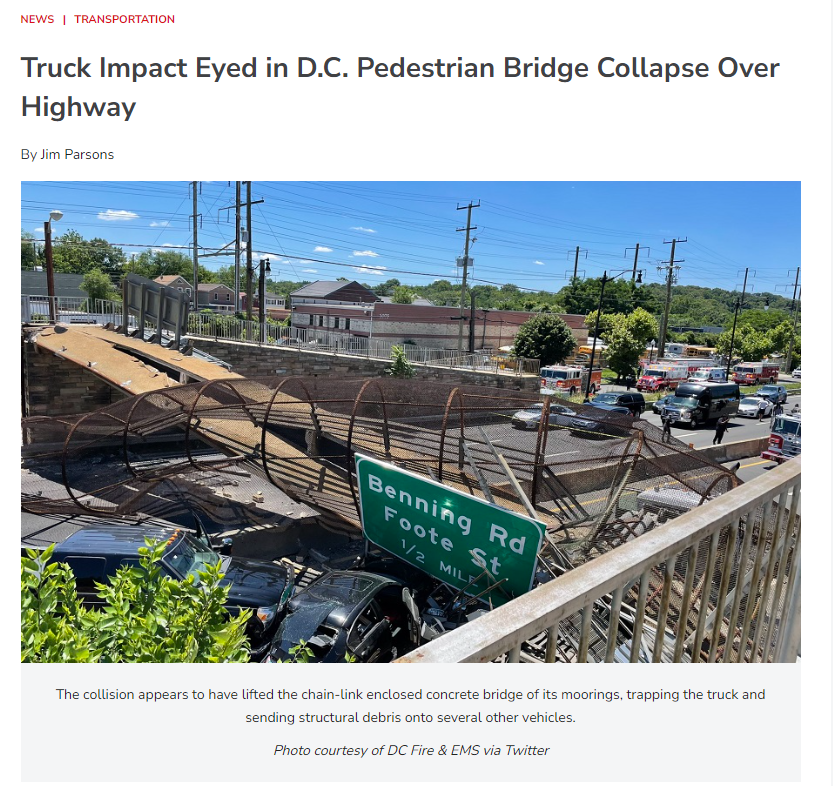 NEWS | TRANSPORTATION
Truck Impact Eyed in D.C. Pedestrian Bridge Collapse Over
Highway
By Jim Parsons
Benning Rd
Foote St
1/2 MILE
The collision appears to have lifted the chain-link enclosed concrete bridge of its moorings, trapping the truck and
sending structural debris onto several other vehicles.
Photo courtesy of DC Fire & EMS via Twitter